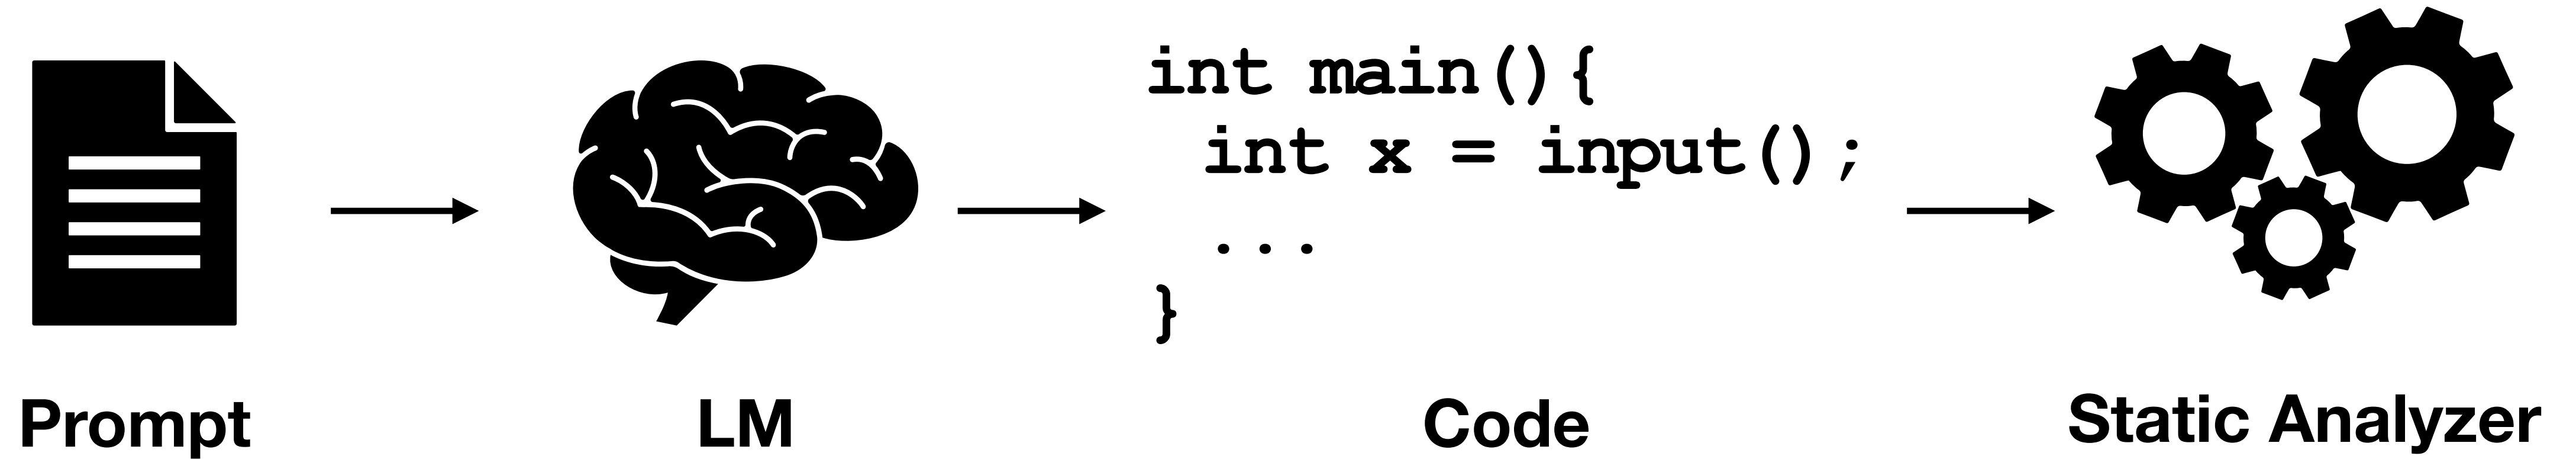 int main(){
int x = input();
...
}
Prompt
LM
Code
Static Analyzer